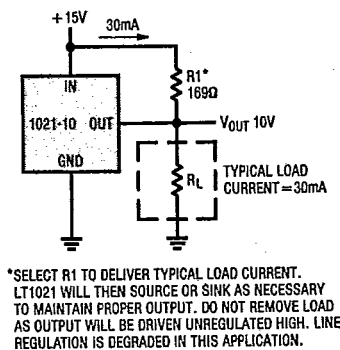 +15V
30mA
R1*
169Ω
IN
1021-10 OUT
VOUT 10V
GND
RL
TYPICAL LOAD
CURRENT=30mA
*SELECT R1 TO DELIVER TYPICAL LOAD CURRENT.
LT1021 WILL THEN SOURCE OR SINK AS NECESSARY
TO MAINTAIN PROPER OUTPUT. DO NOT REMOVE LOAD
AS OUTPUT WILL BE DRIVEN UNREGULATED HIGH. LINE
REGULATION IS DEGRADED IN THIS APPLICATION.